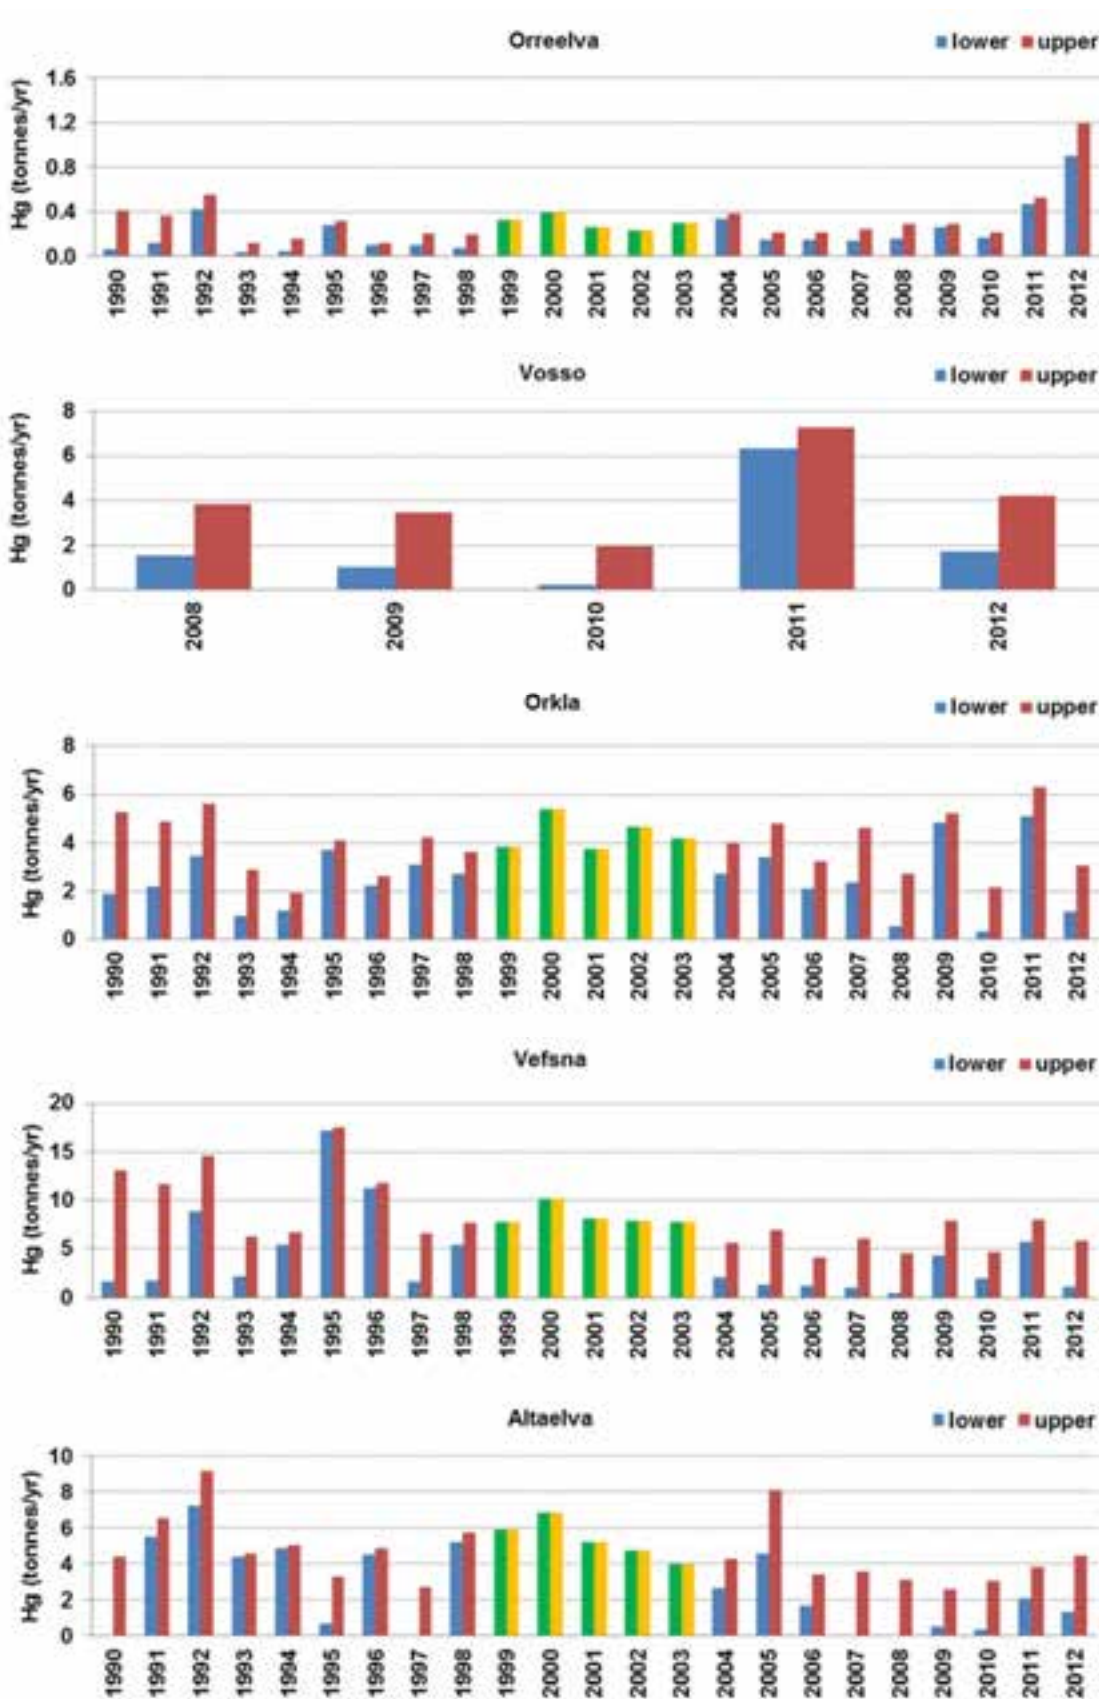 Orreelva
lower upper
Hg (tonnes/yr)
1.6
1.2
0.8
0.4
0.0
1990 1991 1992 1993 1994 1995 1996 1997 1998 1999 2000 2001 2002 2003 2004 2005 2006 2007 2008 2009 2010 2011 2012
Vosso
lower upper
Hg (tonnes/yr)
8
6
4
2
0
2008 2009 2010 2011 2012
Orkla
lower upper
Hg (tonnes/yr)
8
6
4
2
0
1990 1991 1992 1993 1994 1995 1996 1997 1998 1999 2000 2001 2002 2003 2004 2005 2006 2007 2008 2009 2010 2011 2012
Vefsna
lower upper
Hg (tonnes/yr)
20
15
10
5
0
1990 1991 1992 1993 1994 1995 1996 1997 1998 1999 2000 2001 2002 2003 2004 2005 2006 2007 2008 2009 2010 2011 2012
Altaelva
lower upper
Hg (tonnes/yr)
10
8
6
4
2
0
1990 1991 1992 1993 1994 1995 1996 1997 1998 1999 2000 2001 2002 2003 2004 2005 2006 2007 2008 2009 2010 2011 2012